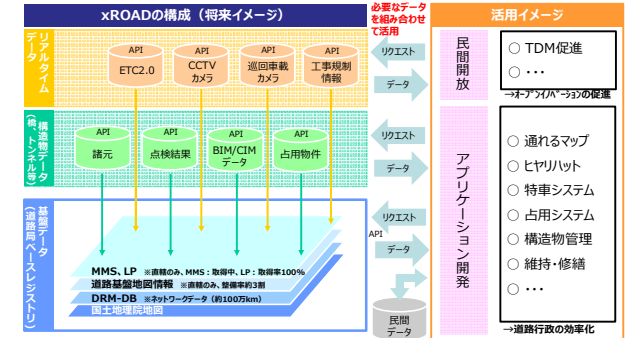 xROADの構成（将来イメージ）
必要なデータ
を組み合わせ
て活用
活用イメージ
リアルタイム
データ
API
ETC2.0
API
CCTV
カメラ
API
巡回車載
カメラ
API
工事規制
情報
リクエスト
データ
民間開放
○ TDM促進
○ ･･･
→オープンイノベーションの促進
構造物データ
（橋、トンネル等）
API
諸元
API
点検結果
API
BIM/CIM
データ
API
占用物件
リクエスト
データ
アプリケーション開発
○ 通れるマップ
○ ヒヤリハット
○ 特車システム
○ 占用システム
○ 構造物管理
○ 維持・修繕
○ ･･･
→道路行政の効率化
基盤データ
（道路局ベースレジストリ）
MMS、LP ※直轄のみ、MMS：取得中、LP：取得率100%
道路基盤地図情報 ※直轄のみ、整備率約3割
DRM-DB ※ネットワークデータ（約100万km）
国土地理院地図
リクエスト
API
データ
民間
データ